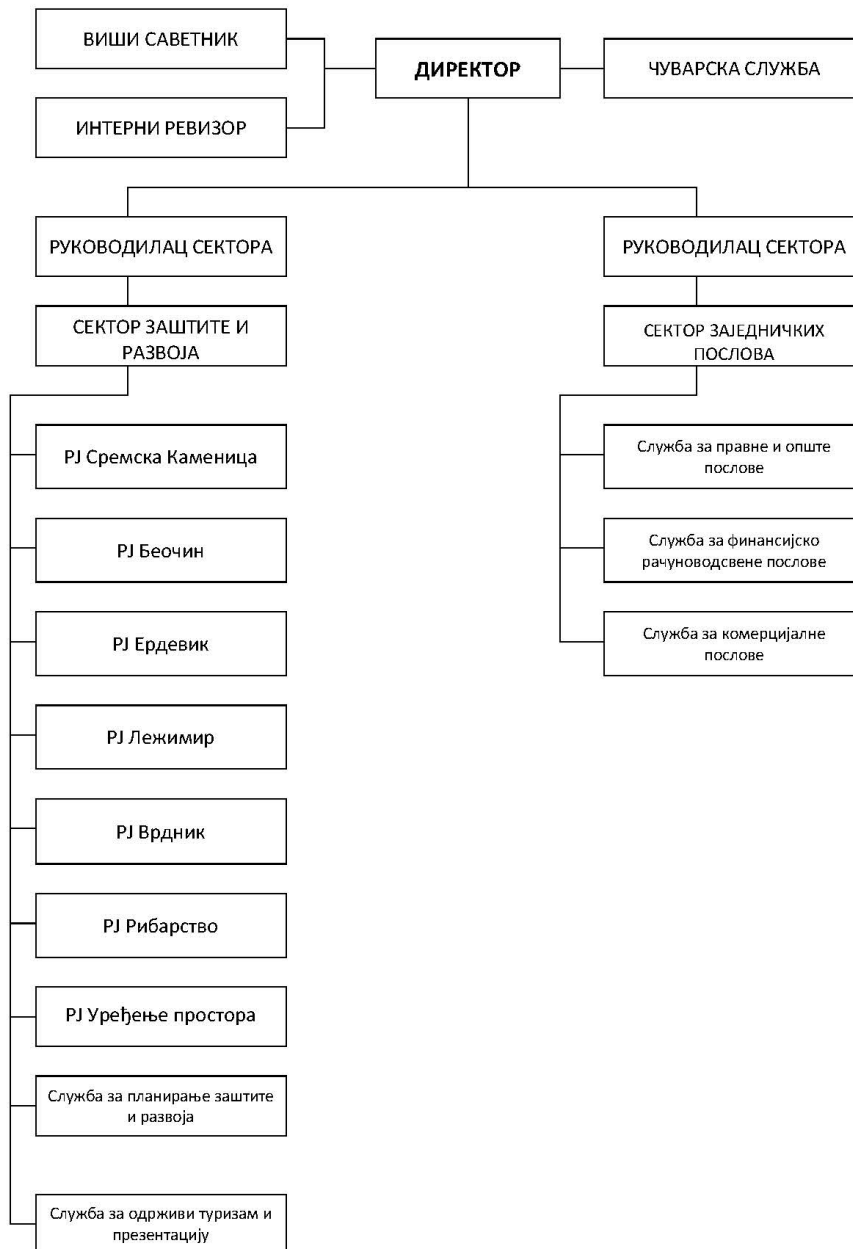 ВИШИ САВЕТНИК
ДИРЕКТОР
ЧУВАРСКА СЛУЖБА
ИНТЕРНИ РЕВИЗОР
РУКОВОДИЛАЦ СЕКТОРА
РУКОВОДИЛАЦ СЕКТОРА
СЕКТОР ЗАШТИТЕ И
РАЗВОЈА
СЕКТОР ЗАЈЕДНИЧКИХ
ПОСЛОВА
РЈ Сремска Каменица
РЈ Беочин
РЈ Ердевик
РЈ Лежимир
РЈ Врдник
РЈ Рибарство
РЈ Уређење простора
Служба за планирање заштите
и развоја
Служба за одрживи туризам и
презентацију
Служба за правне и опште
послове
Служба за финансијско
рачуноводсвене послове
Служба за комерцијалне
послове